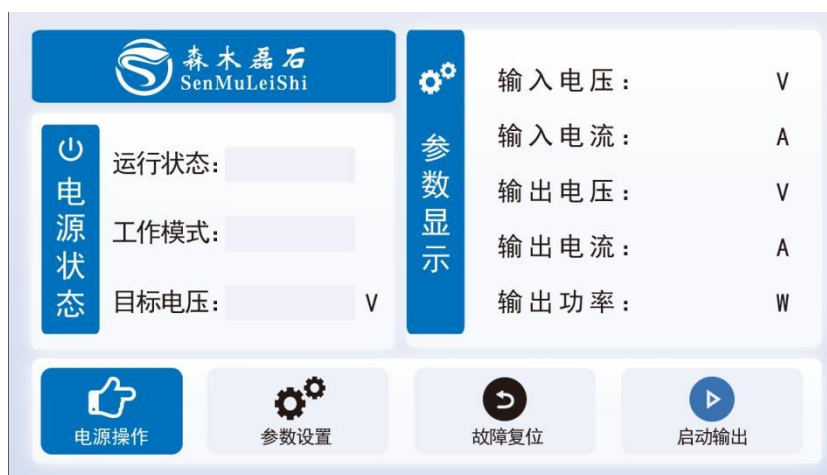 森木磊石
SenMuLeiShi
电源状态
运行状态：
工作模式：
目标电压： V
参数显示
输入电压： V
输入电流： A
输出电压： V
输出电流： A
输出功率： W
电源操作
参数设置
故障复位
启动输出